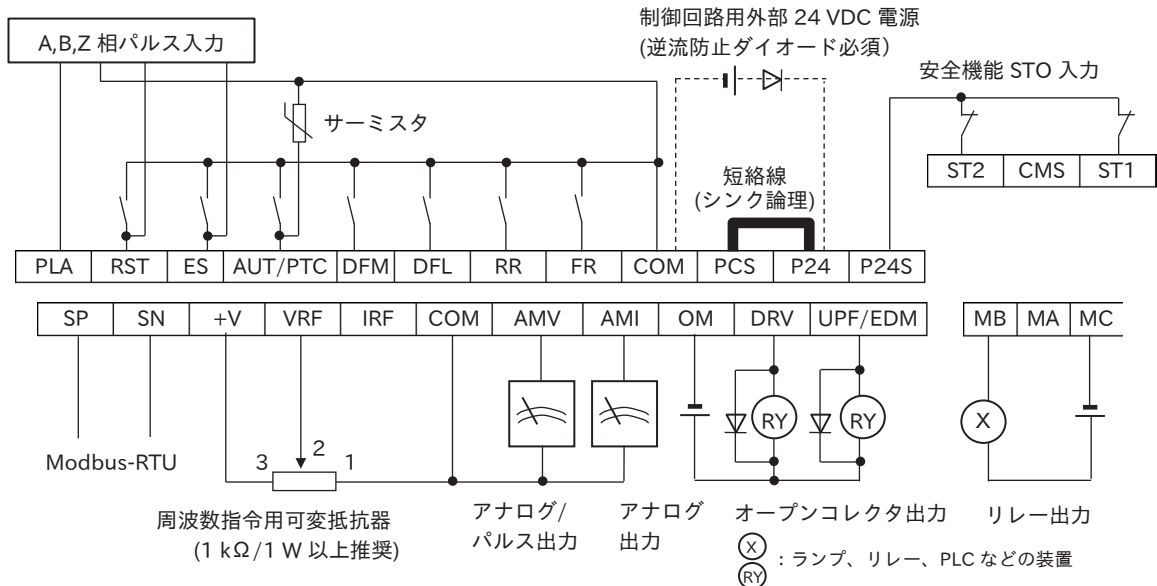 制御回路用外部 24 VDC 電源
(逆流防止ダイオード必須）
A,B,Z 相パルス入力
安全機能 STO 入力
サーミスタ
ST2 CMS ST1
短絡線
(シンク論理)
PLA RST ES AUT/PTC DFM DFL RR FR COM PCS P24 P24S
SP SN +V VRF IRF COM AMV AMI OM DRV UPF/EDM MB MA MC
RY RY X
Modbus-RTU
3 2 1
周波数指令用可変抵抗器
(1 kΩ/1 W 以上推奨)
アナログ/
パルス出力
アナログ
出力
オープンコレクタ出力
リレー出力
X
RY
：ランプ、リレー、PLC などの装置